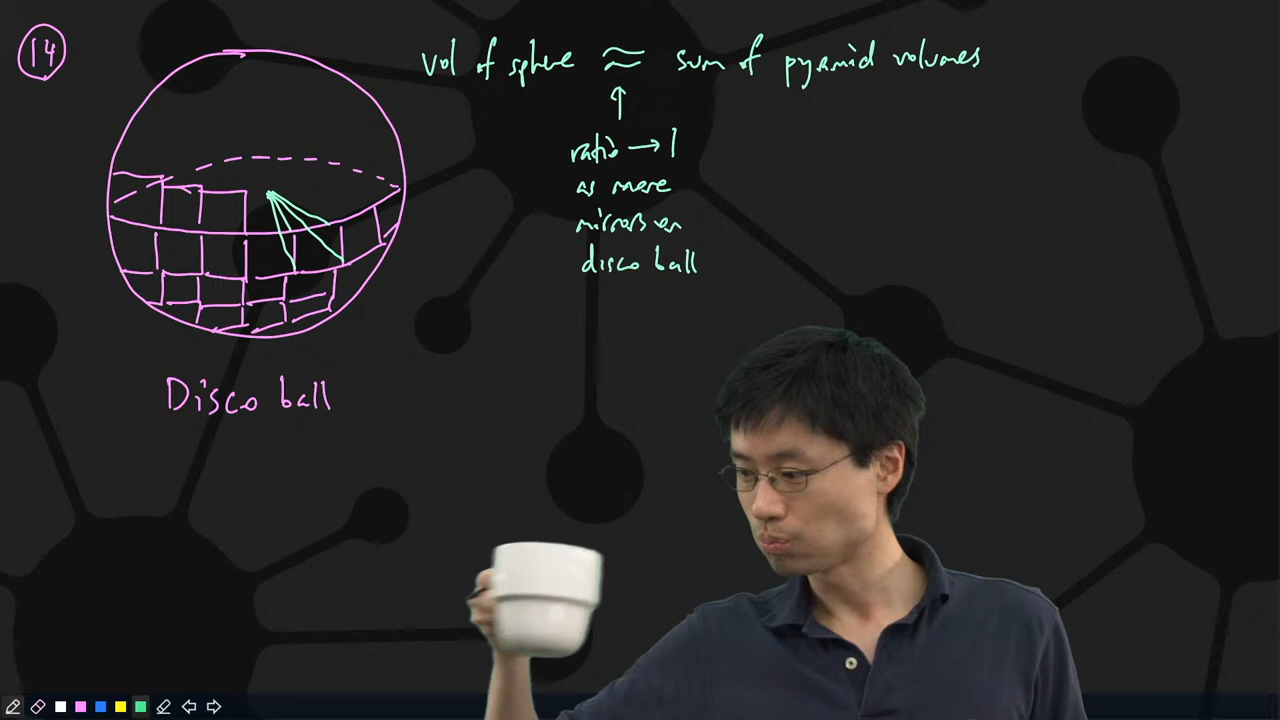 14
vol of sphere ≈ sum of pyramid volumes
↑
ratio → 1
as more
mirrors on
disco ball
Disco ball